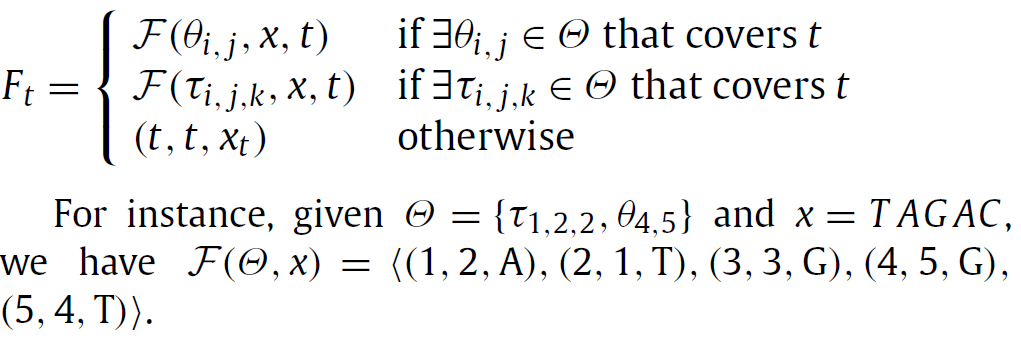 F_t = { 𝓕(θ_{i,j}, x, t) if ∃θ_{i,j} ∈ Θ that covers t
𝓕(τ_{i,j,k}, x, t) if ∃τ_{i,j,k} ∈ Θ that covers t
(t, t, x_t) otherwise
For instance, given Θ = {τ_{1,2,2}, θ_{4,5}} and x = TAGAC,
we have 𝓕(Θ, x) = ⟨(1, 2, A), (2, 1, T), (3, 3, G), (4, 5, G),
(5, 4, T)⟩.